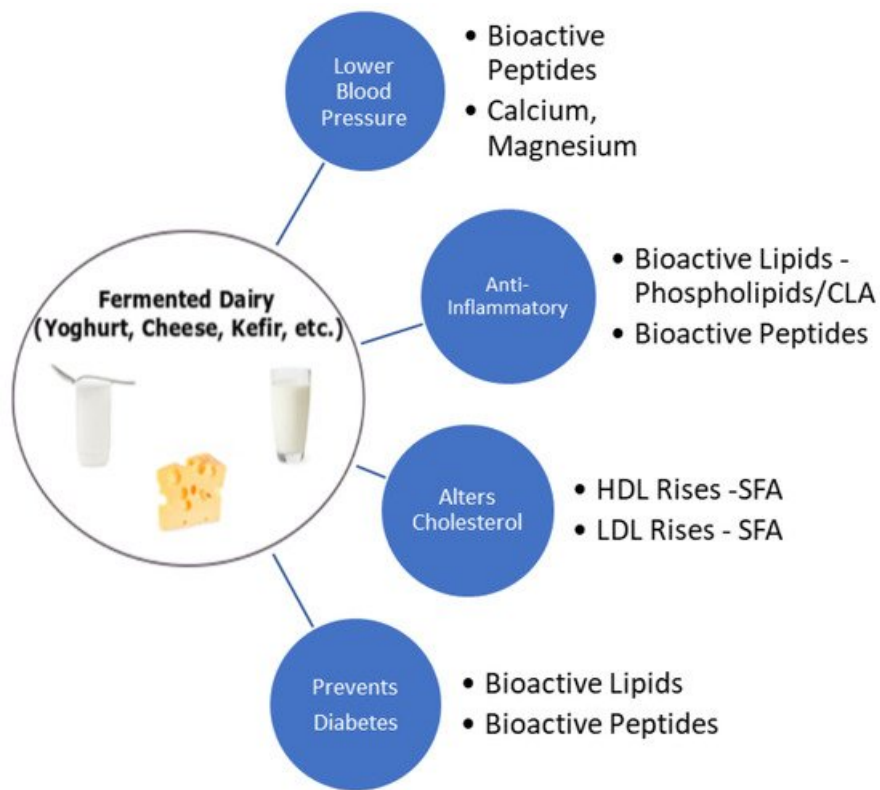 Lower
Blood
Pressure
• Bioactive
Peptides
• Calcium,
Magnesium
Fermented Dairy
(Yoghurt, Cheese, Kefir, etc.)
Anti-
Inflammatory
• Bioactive Lipids -
Phospholipids/CLA
• Bioactive Peptides
Alters
Cholesterol
• HDL Rises -SFA
• LDL Rises - SFA
Prevents
Diabetes
• Bioactive Lipids
• Bioactive Peptides